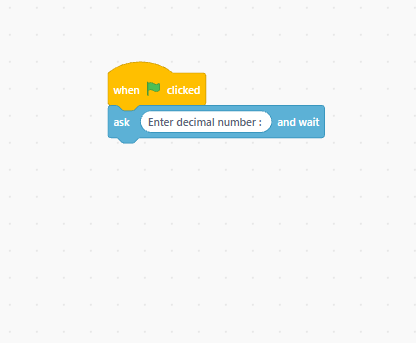 when clicked
ask Enter decimal number : and wait